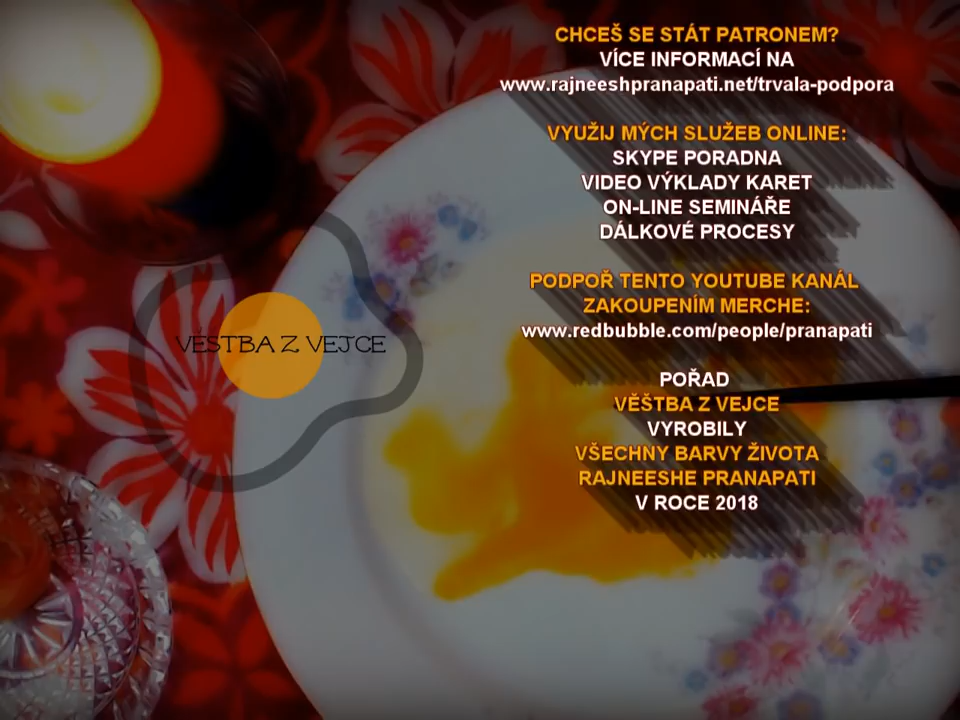 CHCEŠ SE STÁT PATRONEM?
VÍCE INFORMACÍ NA
www.rajneeshpranapati.net/trvala-podpora
VYUŽIJ MÝCH SLUŽEB ONLINE:
SKYPE PORADNA
VIDEO VÝKLADY KARET
ON-LINE SEMINÁŘE
DÁLKOVÉ PROCESY
PODPOŘ TENTO YOUTUBE KANÁL
ZAKOUPENÍM MERCHE:
www.redbubble.com/people/pranapati
VĚSTBA Z VEJCE
POŘAD
VĚŠTBA Z VEJCE
VYROBILY
VŠECHNY BARVY ŽIVOTA
RAJNEESHE PRANAPATI
V ROCE 2018